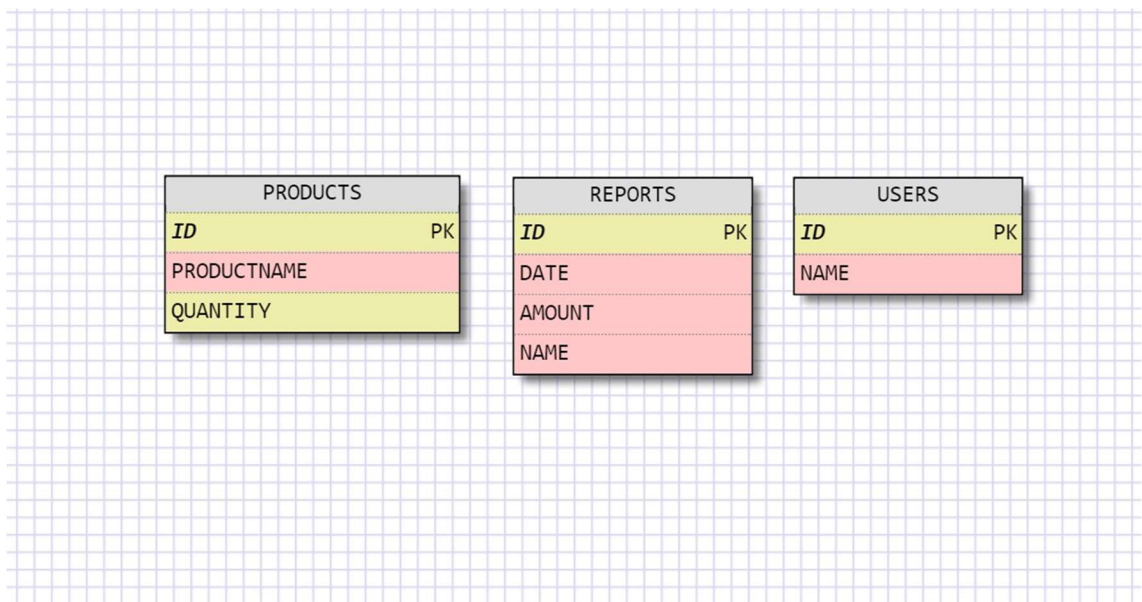 PRODUCTS
ID PK
PRODUCTNAME
QUANTITY
REPORTS
ID PK
DATE
AMOUNT
NAME
USERS
ID PK
NAME